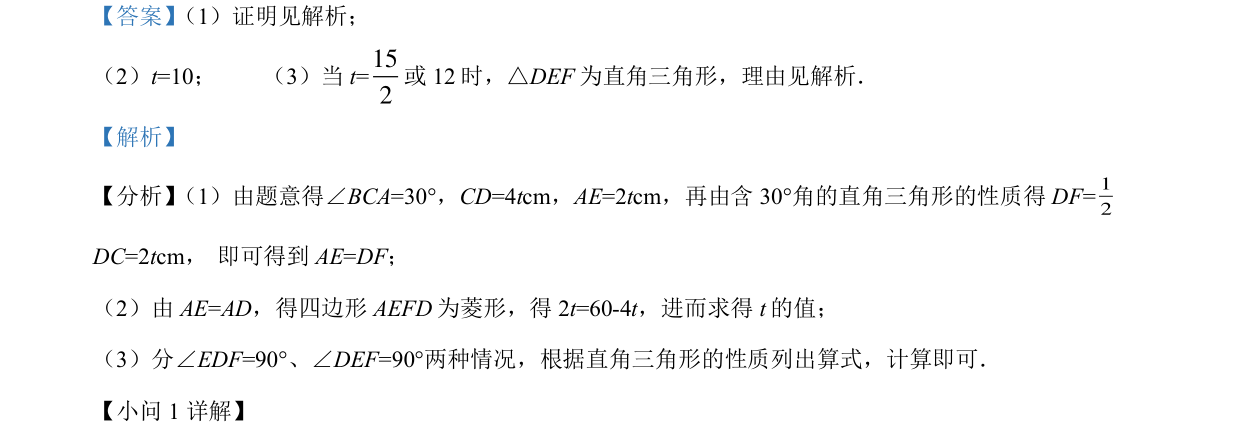 【答案】（1）证明见解析；
（2）t=10； （3）当 t=15/2 或 12 时，△DEF 为直角三角形，理由见解析．
【解析】
【分析】（1）由题意得∠BCA=30°，CD=4tcm，AE=2tcm，再由含 30°角的直角三角形的性质得 DF=1/2
DC=2tcm， 即可得到 AE=DF；
（2）由 AE=AD，得四边形 AEFD 为菱形，得 2t=60-4t，进而求得 t 的值；
（3）分∠EDF=90°、∠DEF=90°两种情况，根据直角三角形的性质列出算式，计算即可．
【小问 1 详解】